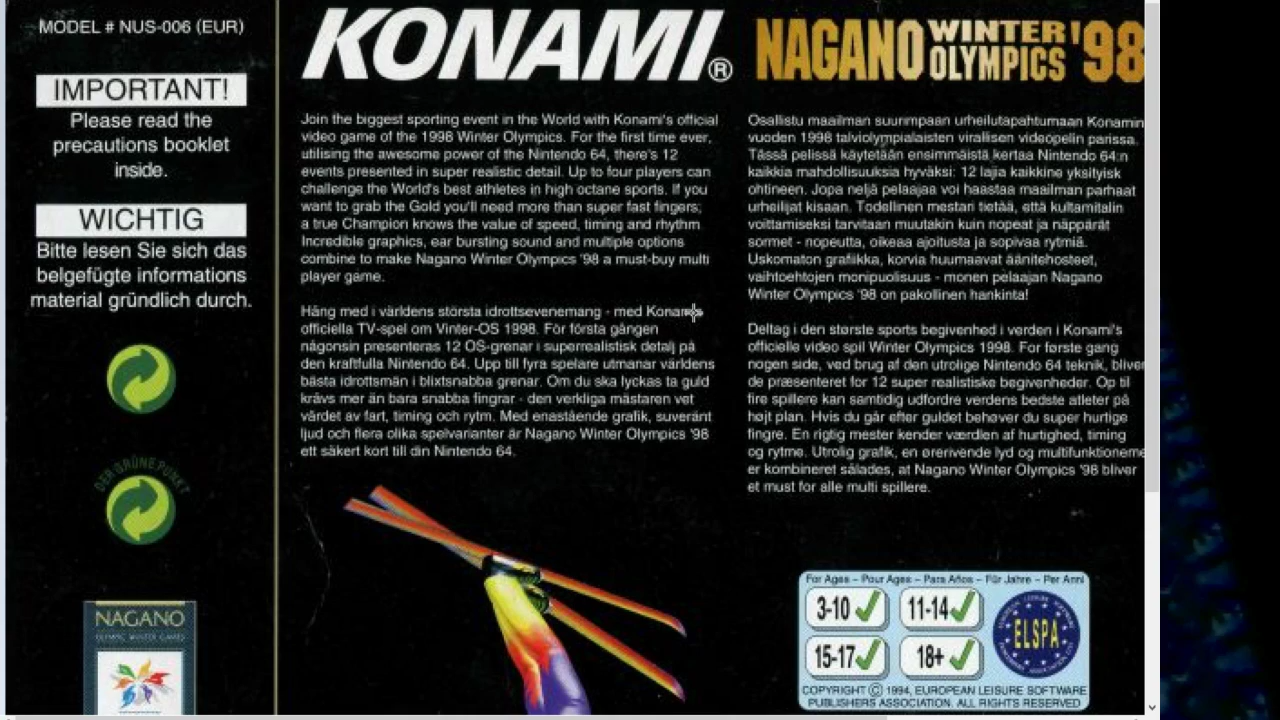 MODEL # NUS-006 (EUR)
IMPORTANT!
Please read the
precautions booklet
inside.
WICHTIG
Bitte lesen Sie sich das
belgefügte informations
material gründlich durch.
DER GRÜNE PUNKT
NAGANO
OLYMPIC WINTER GAMES
KONAMI®
Join the biggest sporting event in the World with Konami's official
video game of the 1998 Winter Olympics. For the first time ever,
utilising the awesome power of the Nintendo 64, there's 12
events presented in super realistic detail. Up to four players can
challenge the World's best athletes in high octane sports. If you
want to grab the Gold you'll need more than super fast fingers;
a true Champion knows the value of speed, timing and rhythm
Incredible graphics, ear bursting sound and multiple options
combine to make Nagano Winter Olympics '98 a must-buy multi
player game.
Häng med i världens största idrottsevenemang - med Konamis
officiella TV-spel om Vinter-OS 1998. För första gången
någonsin presenteras 12 OS-grenar i superrealistisk detalj på
den kraftfulla Nintendo 64. Upp till fyra spelare utmanar världens
bästa idrottsmän i blixtsnabba grenar. Om du ska lyckas ta guld
krävs mer än bara snabba fingrar - den verkliga mästaren vet
värdet av fart, timing och rytm. Med enastående grafik, suveränt
ljud och flera olika spelvarianter är Nagano Winter Olympics '98
ett säkert kort till din Nintendo 64.
NAGANO WINTER OLYMPICS '98
Osallistu maailman suurimpaan urheilutapahtumaan Konamin
vuoden 1998 talviolympialaisten virallisen videopelin parissa.
Tässä pelissä käytetään ensimmäistä kertaa Nintendo 64:n
kaikkia mahdollisuuksia hyväksi: 12 lajia kaikkine yksityisk
ohtineen. Jopa neljä pelaajaa voi haastaa maailman parhaat
urheilijat kisaan. Todellinen mestari tietää, että kultamitalin
voittamiseksi tarvitaan muutakin kuin nopeat ja näppärät
sormet - nopeutta, oikeaa ajoitusta ja sopivaa rytmiä.
Uskomaton grafiikka, korvia huumaavat äänitehosteet,
vaihtoehtojen monipuolisuus - monen pelaajan Nagano
Winter Olympics '98 on pakollinen hankinta!
Deltag i den største sports begivenhed i verden i Konami's
officielle video spil Winter Olympics 1998. For første gang
nogen side, ved brug af den utrolige Nintendo 64 teknik, bliver
de præsenteret for 12 super realistiske begivenheder. Op til
fire spillere kan samtidig udfordre verdens bedste atleter på
højt plan. Hvis du går efter guldet behøver du super hurtige
fingre. En rigtig mester kender værdlen af hurtighed, timing
og rytme. Utrolig grafik, en ørerivende lyd og multifunktionerne
er kombineret således, at Nagano Winter Olympics '98 bliver
et must for alle multi spillere.
For Ages – Pour Ages – Para Años – Für Jahre – Per Anni
3-10 11-14
15-17 18+
ELSPA
COPYRIGHT © 1994, EUROPEAN LEISURE SOFTWARE
PUBLISHERS ASSOCIATION. ALL RIGHTS RESERVED